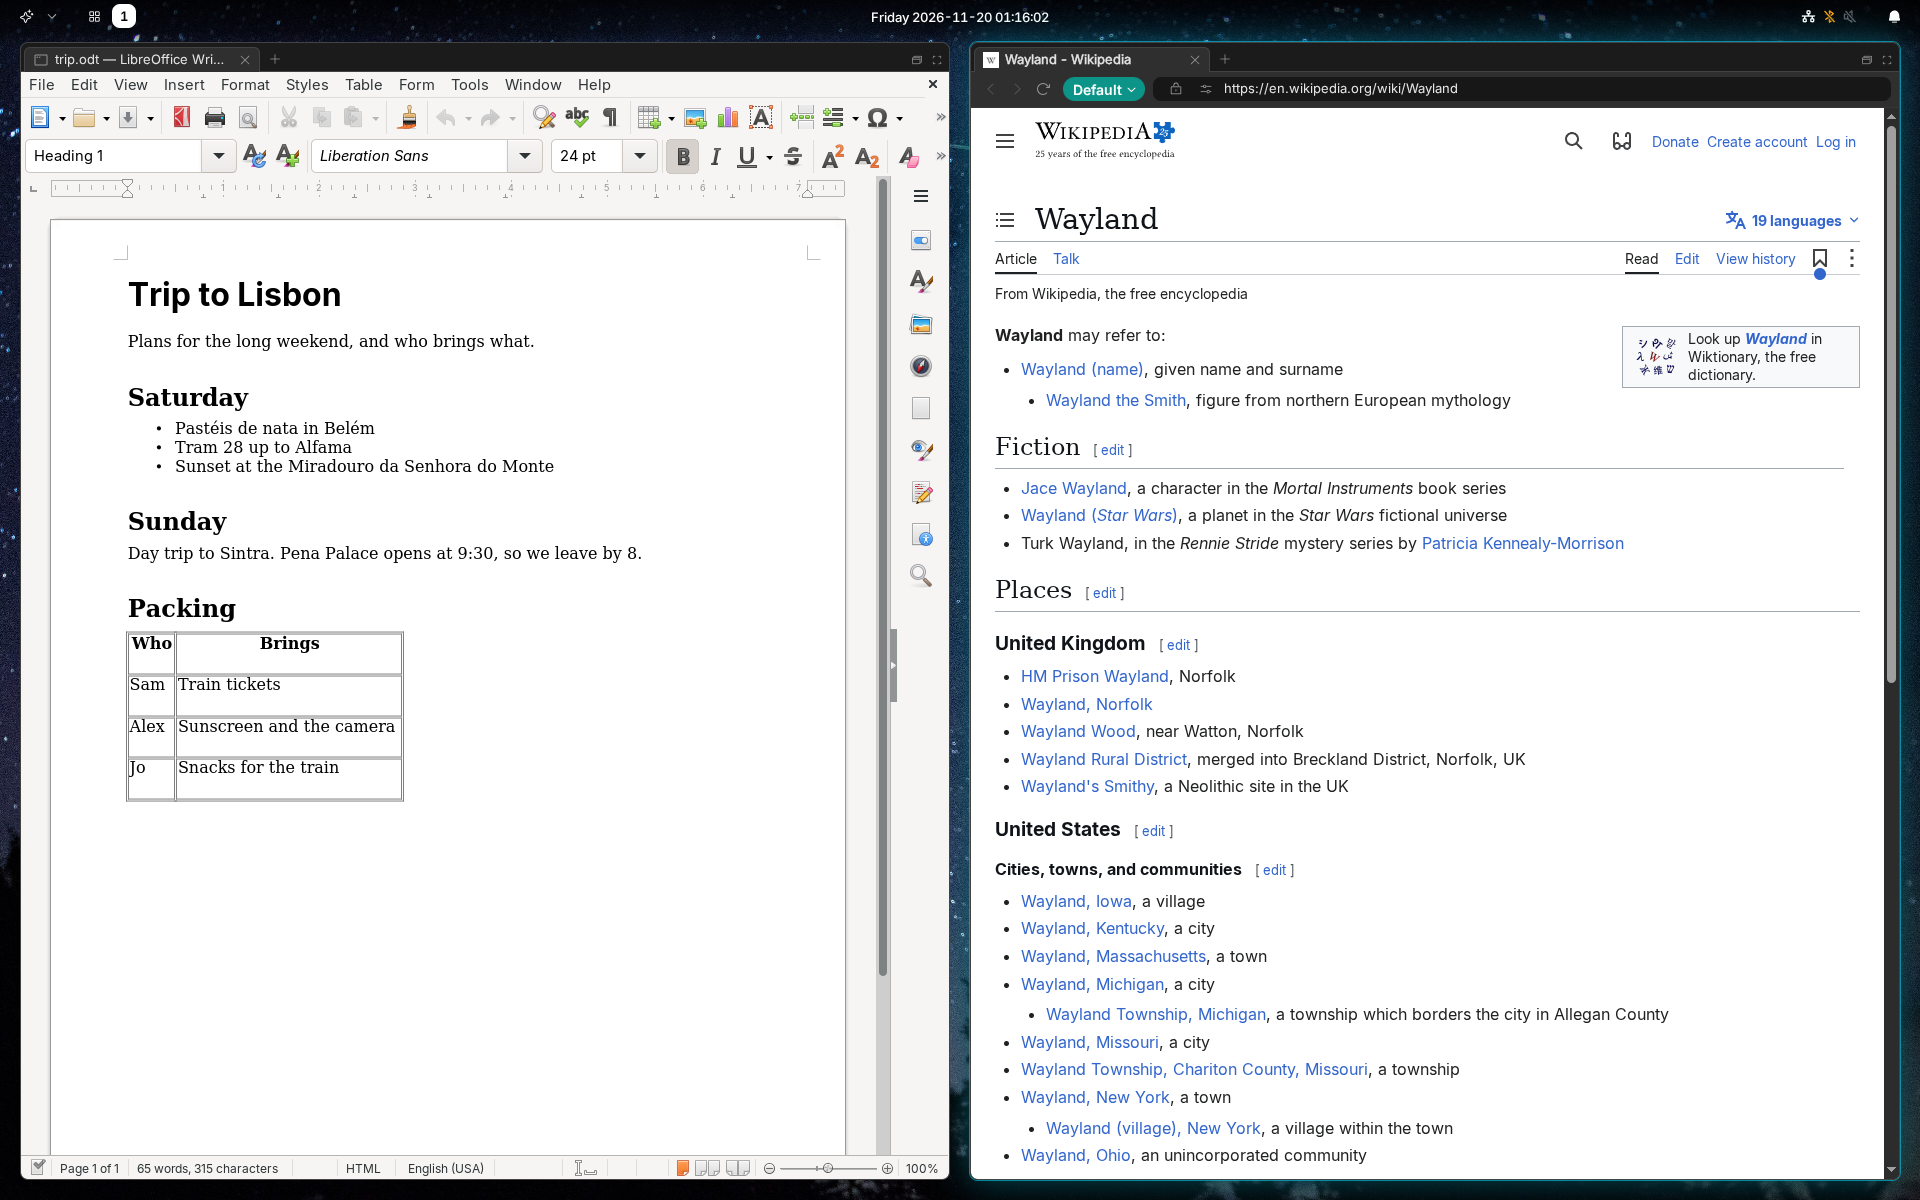 1
Friday 2026-11-20 01:16:02
trip.odt — LibreOffice Wri...
File Edit View Insert Format Styles Table Form Tools Window Help
Heading 1
Liberation Sans
24 pt
1 2 3 4 5 6 7
Trip to Lisbon
Plans for the long weekend, and who brings what.
Saturday
• Pastéis de nata in Belém
• Tram 28 up to Alfama
• Sunset at the Miradouro da Senhora do Monte
Sunday
Day trip to Sintra. Pena Palace opens at 9:30, so we leave by 8.
Packing
Who Brings
Sam Train tickets
Alex Sunscreen and the camera
Jo Snacks for the train
Page 1 of 1 65 words, 315 characters HTML English (USA) 100%
Wayland - Wikipedia
Default https://en.wikipedia.org/wiki/Wayland
WIKIPEDIA 25
25 years of the free encyclopedia
Donate Create account Log in
Wayland
19 languages
Article Talk Read Edit View history
From Wikipedia, the free encyclopedia
Wayland may refer to:
• Wayland (name), given name and surname
• Wayland the Smith, figure from northern European mythology
Look up Wayland in
Wiktionary, the free
dictionary.
Fiction [ edit ]
• Jace Wayland, a character in the Mortal Instruments book series
• Wayland (Star Wars), a planet in the Star Wars fictional universe
• Turk Wayland, in the Rennie Stride mystery series by Patricia Kennealy-Morrison
Places [ edit ]
United Kingdom [ edit ]
• HM Prison Wayland, Norfolk
• Wayland, Norfolk
• Wayland Wood, near Watton, Norfolk
• Wayland Rural District, merged into Breckland District, Norfolk, UK
• Wayland's Smithy, a Neolithic site in the UK
United States [ edit ]
Cities, towns, and communities [ edit ]
• Wayland, Iowa, a village
• Wayland, Kentucky, a city
• Wayland, Massachusetts, a town
• Wayland, Michigan, a city
• Wayland Township, Michigan, a township which borders the city in Allegan County
• Wayland, Missouri, a city
• Wayland Township, Chariton County, Missouri, a township
• Wayland, New York, a town
• Wayland (village), New York, a village within the town
• Wayland, Ohio, an unincorporated community